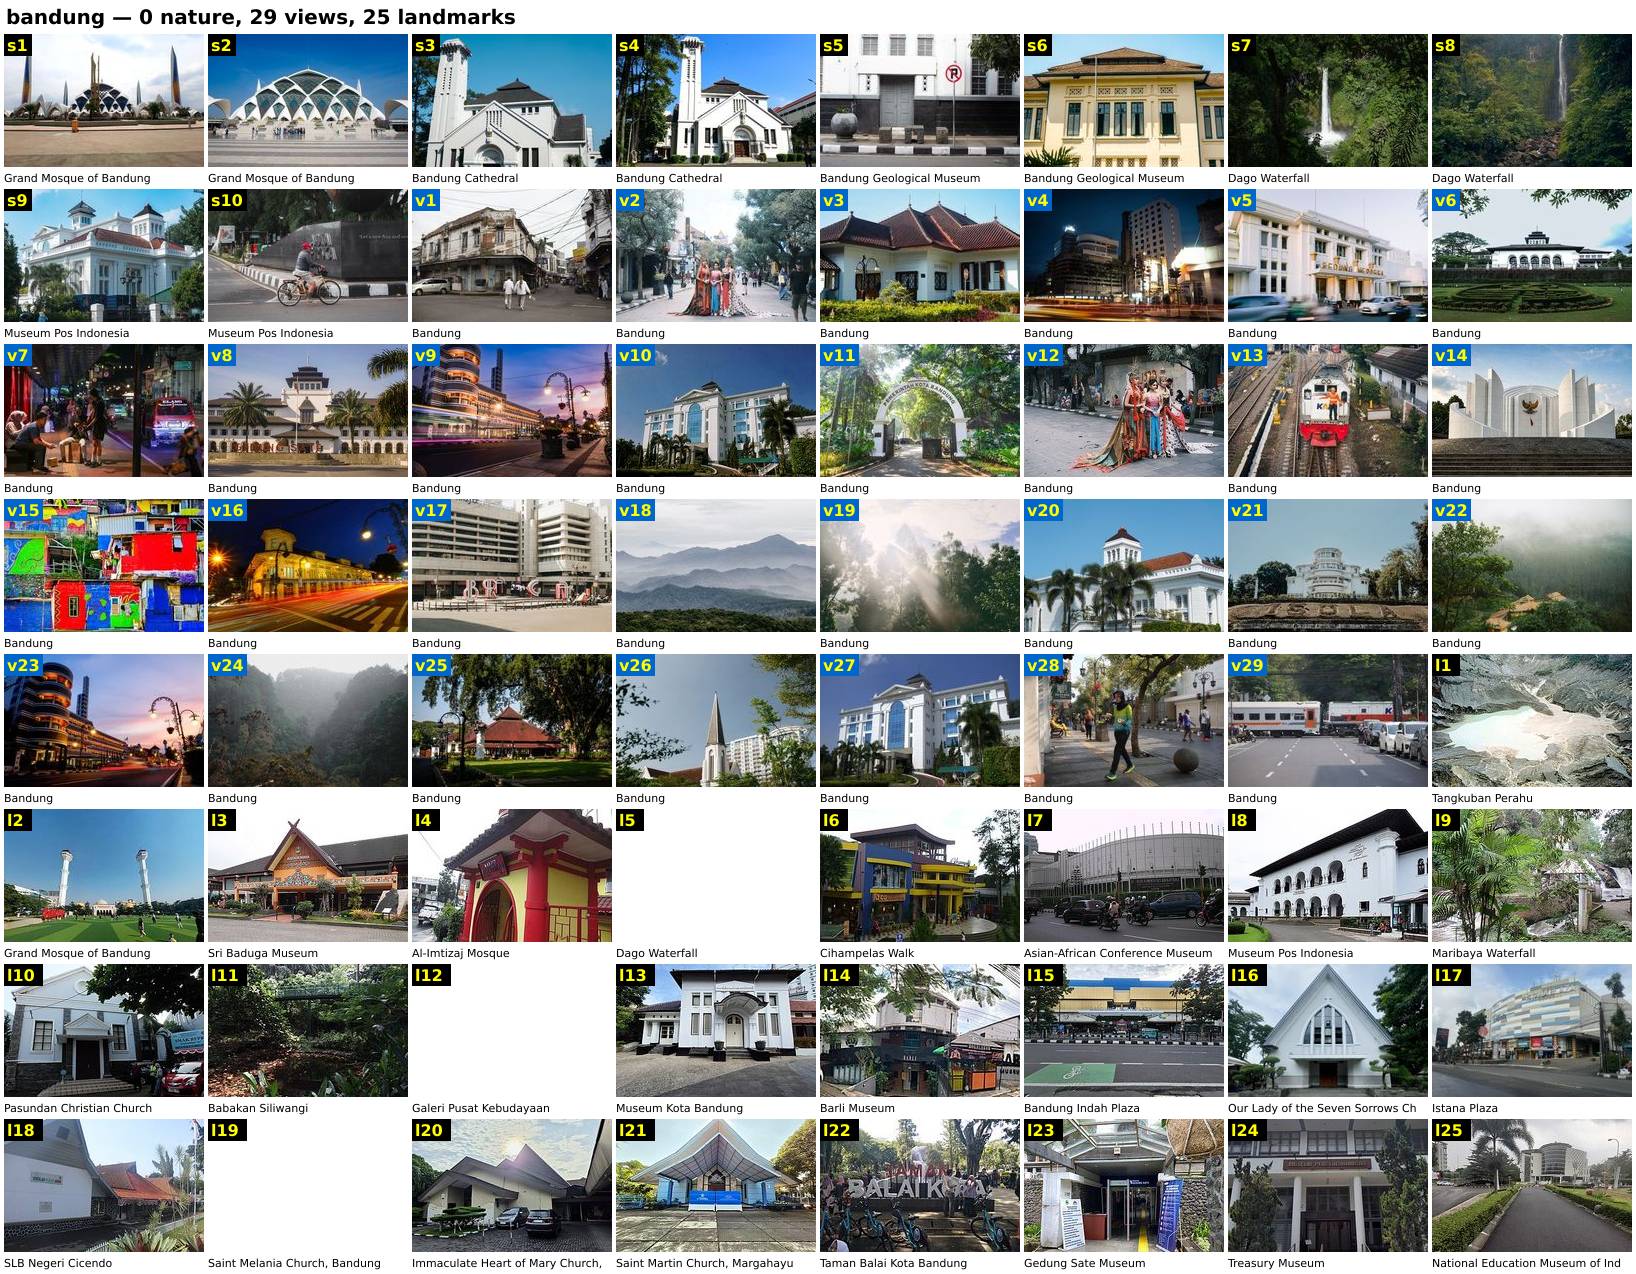 bandung — 0 nature, 29 views, 25 landmarks
s1 s2 s3 s4 s5 s6 s7 s8
Grand Mosque of Bandung Grand Mosque of Bandung Bandung Cathedral Bandung Cathedral Bandung Geological Museum Bandung Geological Museum Dago Waterfall Dago Waterfall
s9 s10 v1 v2 v3 v4 v5 v6
GEDUNG MERDEKA
Museum Pos Indonesia Museum Pos Indonesia Bandung Bandung Bandung Bandung Bandung Bandung
v7 v8 v9 v10 v11 v12 v13 v14
Bandung Bandung Bandung Bandung Bandung Bandung Bandung Bandung
v15 v16 v17 v18 v19 v20 v21 v22
Bandung Bandung Bandung Bandung Bandung Bandung Bandung Bandung
v23 v24 v25 v26 v27 v28 v29 l1
Bandung Bandung Bandung Bandung Bandung Bandung Bandung Tangkuban Perahu
l2 l3 l4 l5 l6 l7 l8 l9
Grand Mosque of Bandung Sri Baduga Museum Al-Imtizaj Mosque Dago Waterfall Cihampelas Walk Asian-African Conference Museum Museum Pos Indonesia Maribaya Waterfall
l10 l11 l12 l13 l14 l15 l16 l17
Pasundan Christian Church Babakan Siliwangi Galeri Pusat Kebudayaan Museum Kota Bandung Barli Museum Bandung Indah Plaza Our Lady of the Seven Sorrows Ch Istana Plaza
l18 l19 l20 l21 l22 l23 l24 l25
TAMAN
BALAI KOTA
SLB Negeri Cicendo Saint Melania Church, Bandung Immaculate Heart of Mary Church, Saint Martin Church, Margahayu Taman Balai Kota Bandung Gedung Sate Museum Treasury Museum National Education Museum of Ind